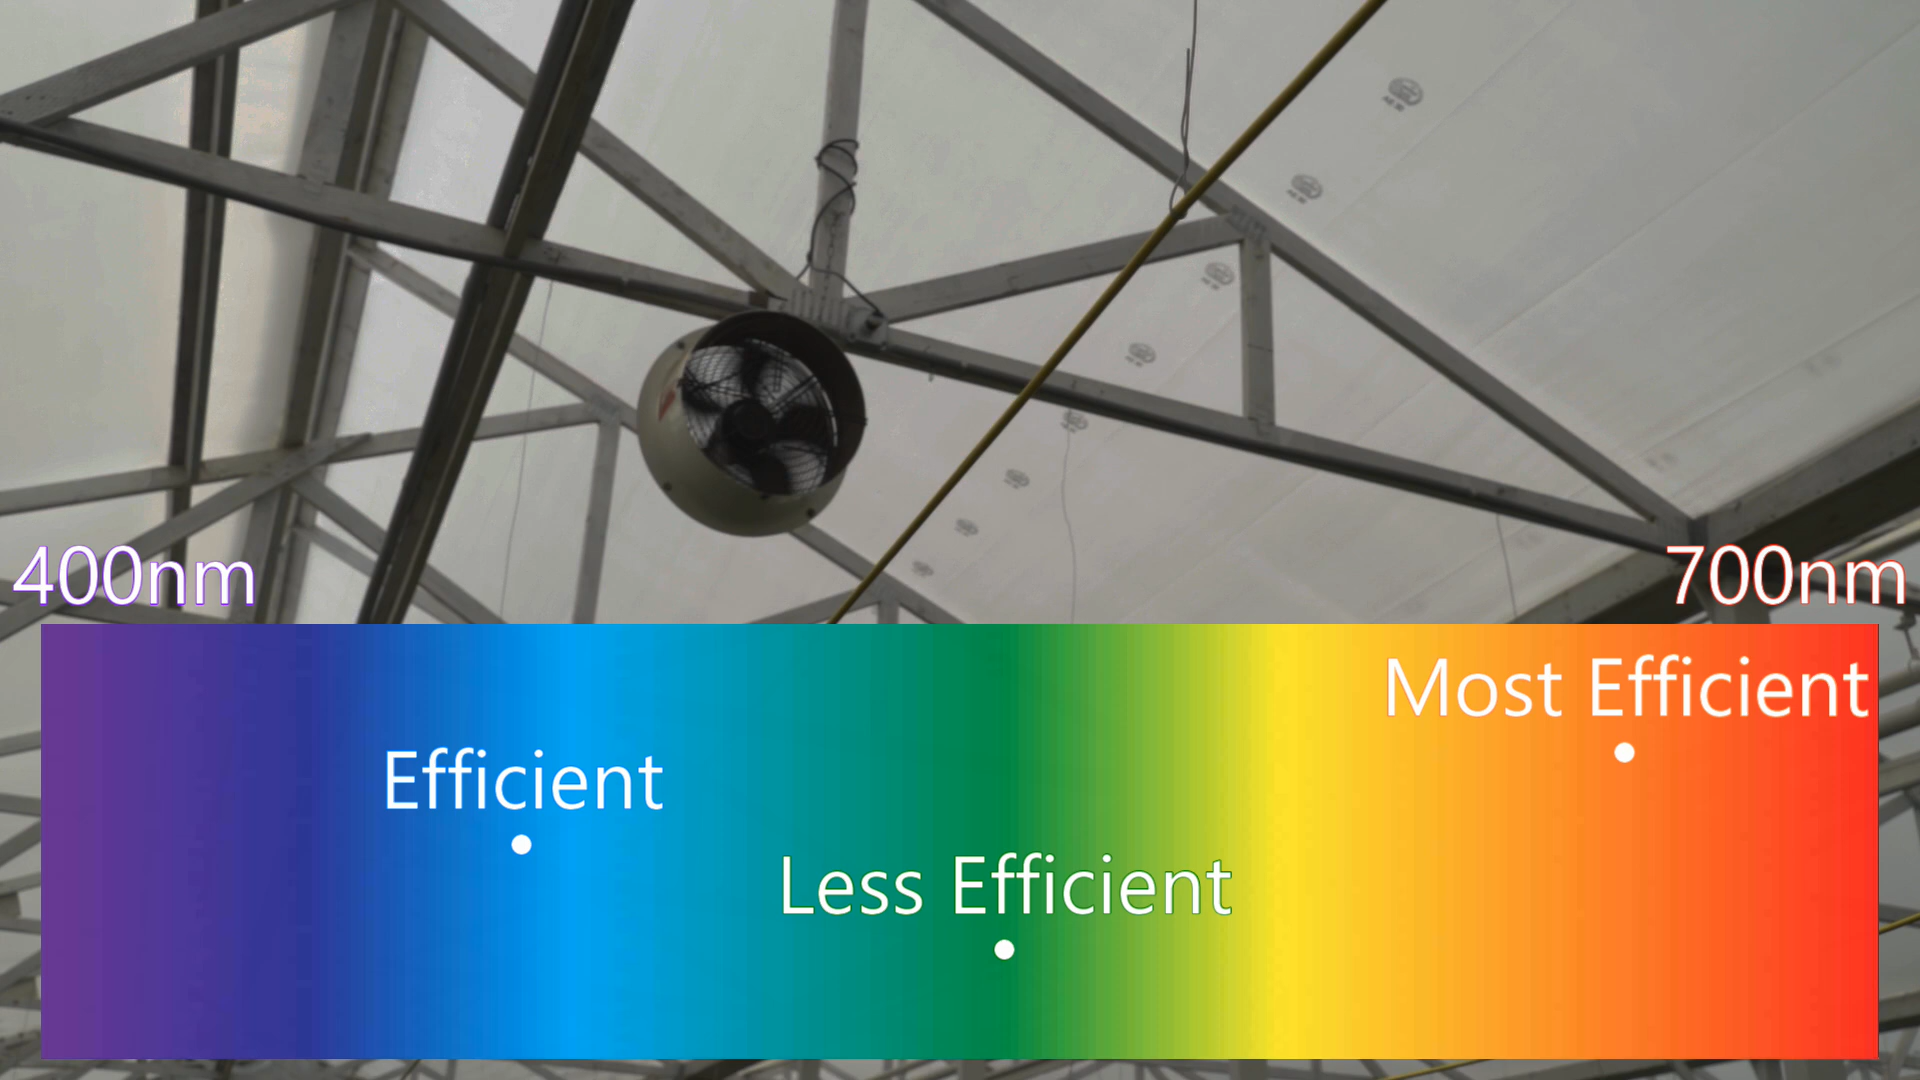 400nm
700nm
Most Efficient
Efficient
Less Efficient